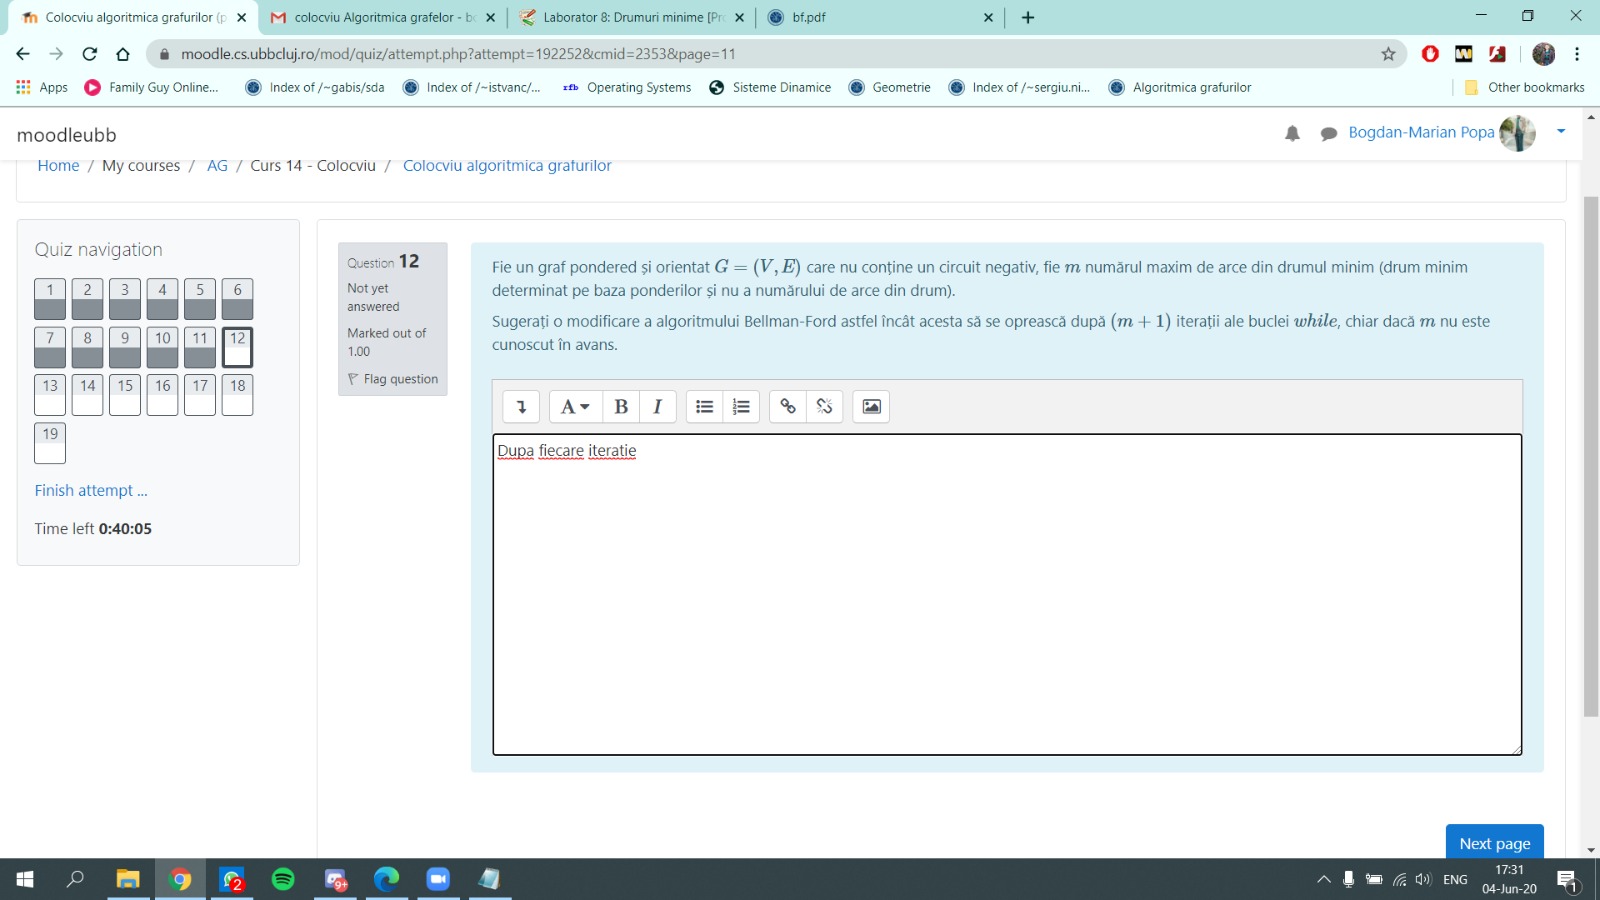 Colocviu algoritmica grafurilor (p
colocviu Algoritmica grafelor - bo
Laborator 8: Drumuri minime [Pro
bf.pdf
moodle.cs.ubbcluj.ro/mod/quiz/attempt.php?attempt=192252&cmid=2353&page=11
Apps
Family Guy Online...
Index of /~gabis/sda
Index of /~istvanc/...
rfb Operating Systems
Sisteme Dinamice
Geometrie
Index of /~sergiu.ni...
Algoritmica grafurilor
Other bookmarks
moodleubb
Bogdan-Marian Popa
Home / My courses / AG / Curs 14 - Colocviu / Colocviu algoritmica grafurilor
Quiz navigation
1 2 3 4 5 6
7 8 9 10 11 12
13 14 15 16 17 18
19
Finish attempt ...
Time left 0:40:05
Question 12
Not yet
answered
Marked out of
1.00
Flag question
Fie un graf pondered și orientat G = (V, E) care nu conține un circuit negativ, fie m numărul maxim de arce din drumul minim (drum minim
determinat pe baza ponderilor și nu a numărului de arce din drum).
Sugerați o modificare a algoritmului Bellman-Ford astfel încât acesta să se oprească după (m + 1) iterații ale buclei while, chiar dacă m nu este
cunoscut în avans.
A B I
Dupa fiecare iteratie
Next page
2
9+
ENG
17:31
04-Jun-20
1